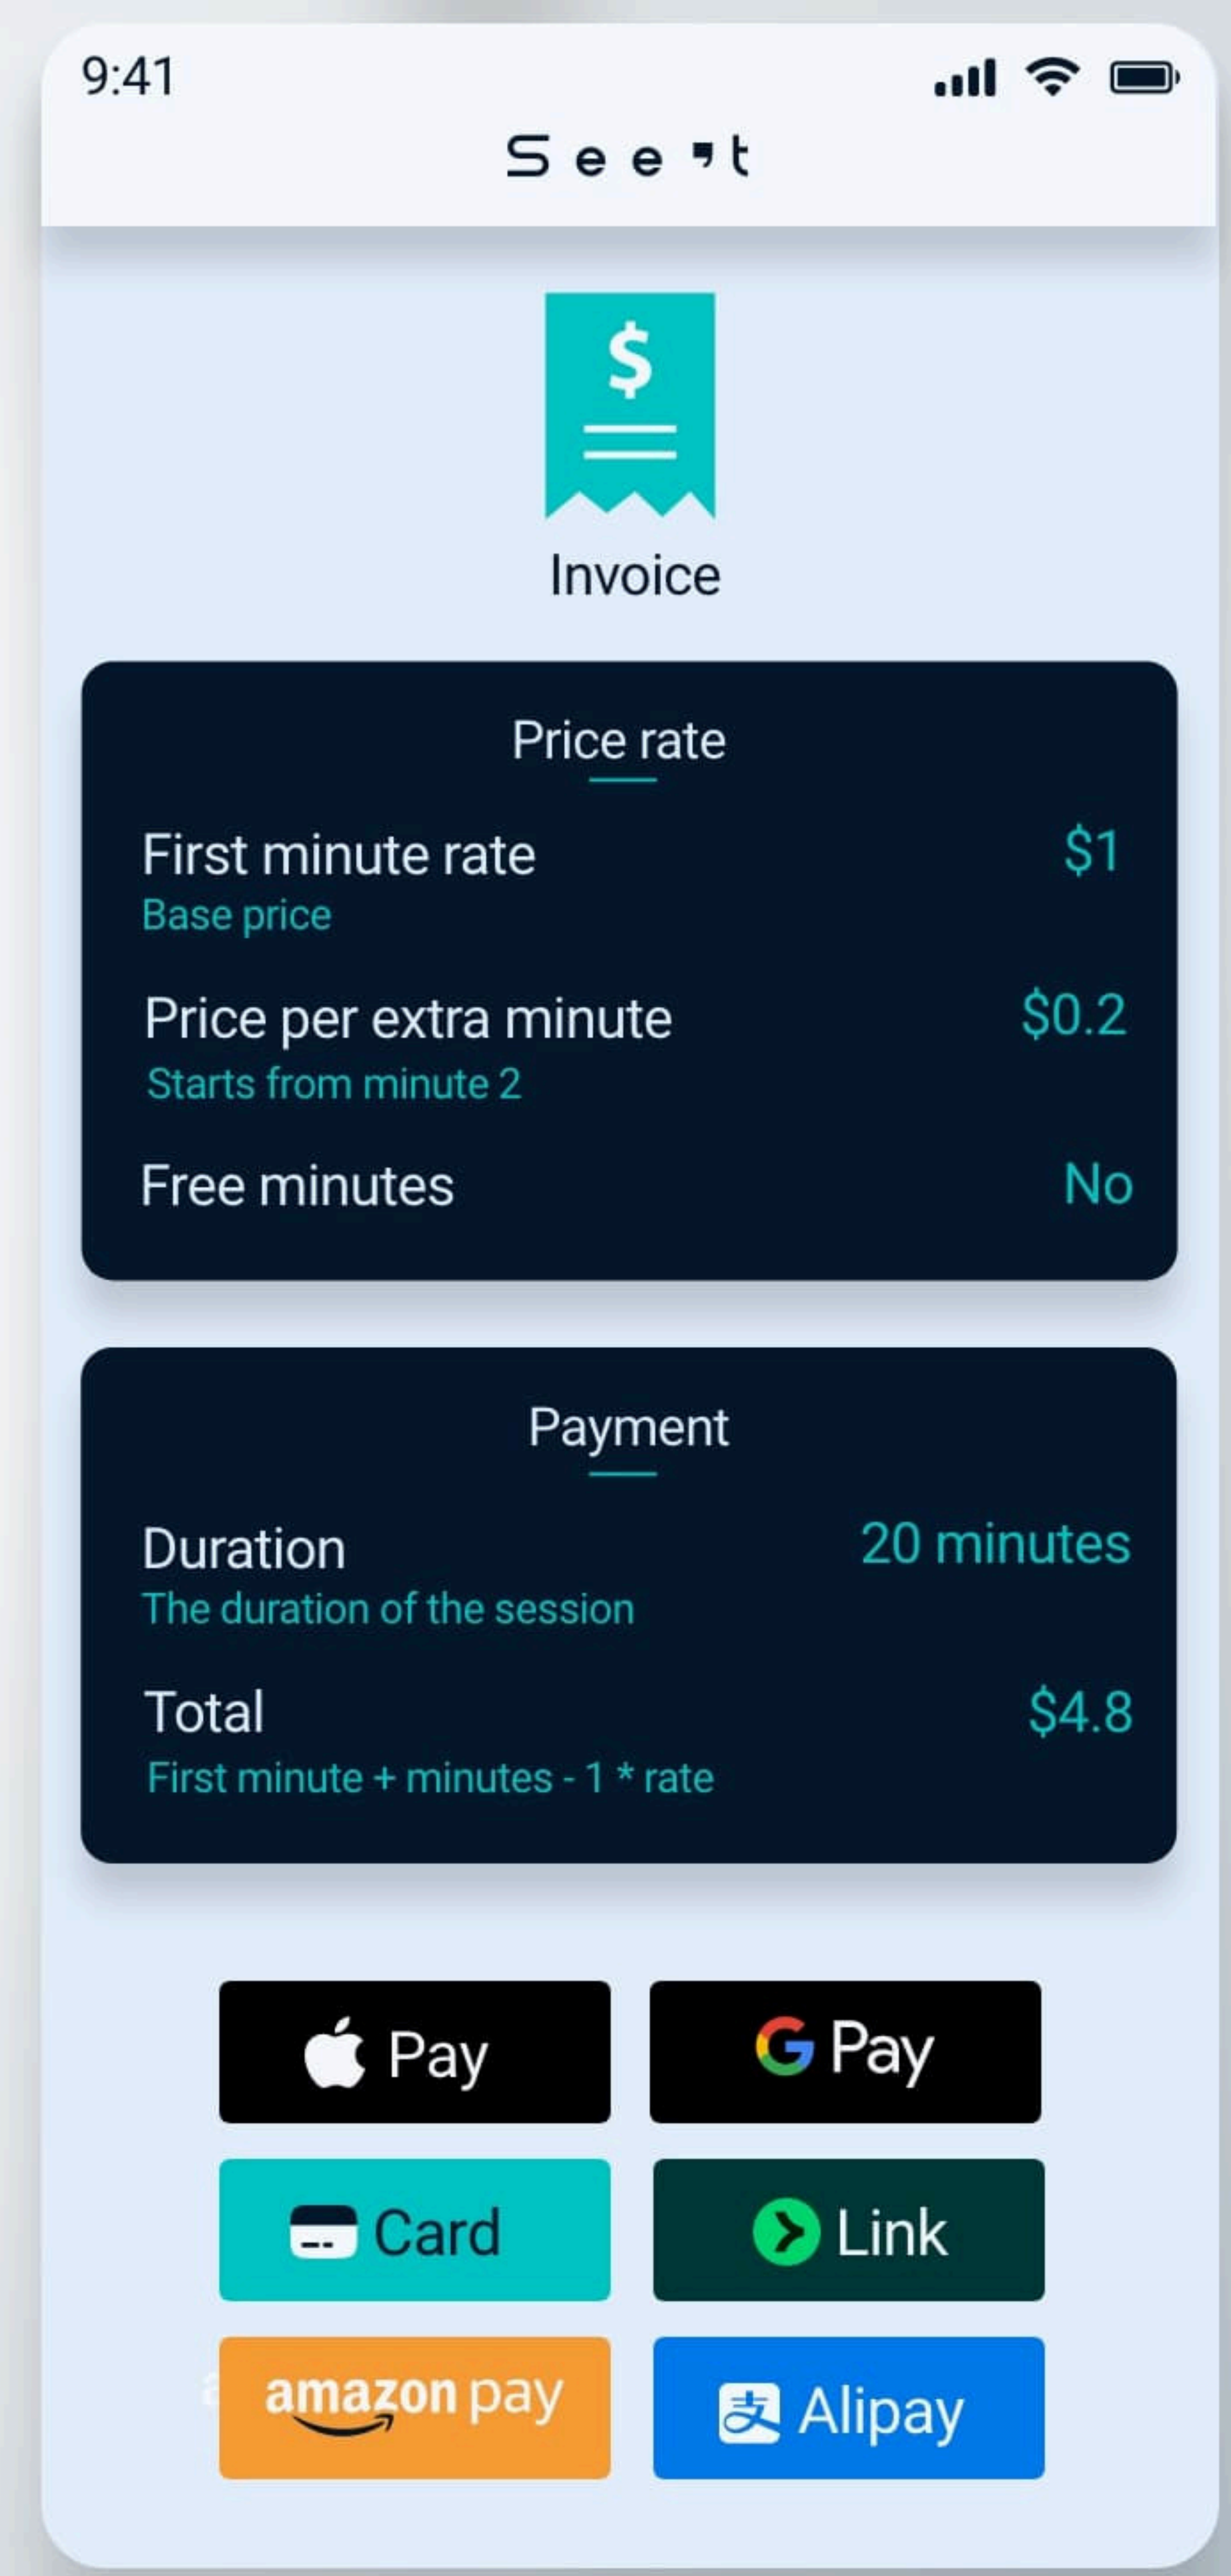 9:41
See't
$
Invoice
Price rate
First minute rate $1
Base price
Price per extra minute $0.2
Starts from minute 2
Free minutes No
Payment
Duration 20 minutes
The duration of the session
Total $4.8
First minute + minutes - 1 * rate
Pay G Pay
Card Link
amazon pay 支 Alipay